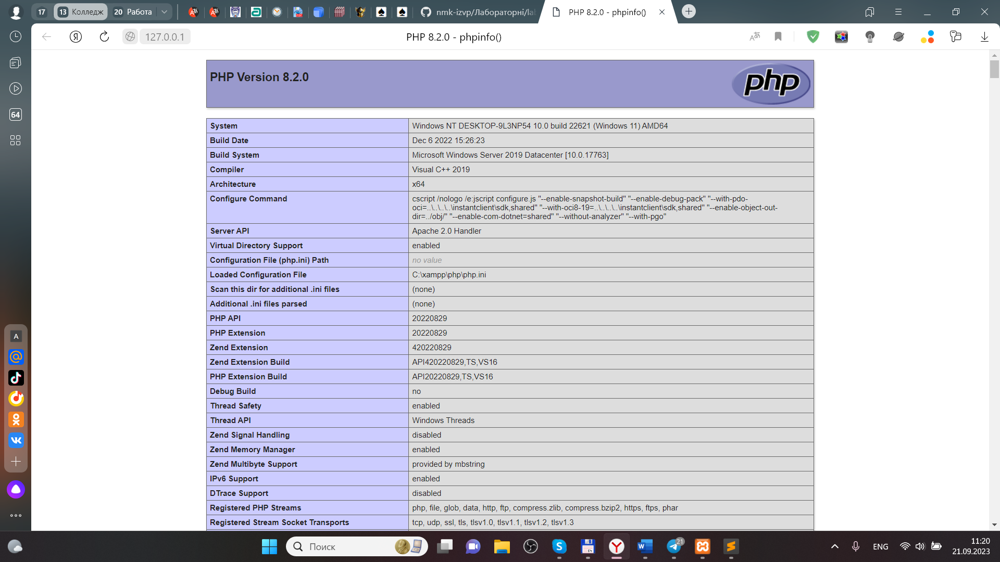 17
13 Колледж
20 Работа
nmk-izvp/Лабораторні/la
PHP 8.2.0 - phpinfo()
127.0.0.1
PHP 8.2.0 - phpinfo()
64
PHP Version 8.2.0
php
System Windows NT DESKTOP-9L3NP54 10.0 build 22621 (Windows 11) AMD64
Build Date Dec 6 2022 15:26:23
Build System Microsoft Windows Server 2019 Datacenter [10.0.17763]
Compiler Visual C++ 2019
Architecture x64
Configure Command cscript /nologo /e:jscript configure.js "--enable-snapshot-build" "--enable-debug-pack" "--with-pdo-
oci=..\..\..\..\instantclient\sdk,shared" "--with-oci8-19=..\..\..\..\instantclient\sdk,shared" "--enable-object-out-
dir=../obj/" "--enable-com-dotnet=shared" "--without-analyzer" "--with-pgo"
Server API Apache 2.0 Handler
Virtual Directory Support enabled
Configuration File (php.ini) Path no value
Loaded Configuration File C:\xampp\php\php.ini
Scan this dir for additional .ini files (none)
Additional .ini files parsed (none)
PHP API 20220829
PHP Extension 20220829
Zend Extension 420220829
Zend Extension Build API420220829,TS,VS16
PHP Extension Build API20220829,TS,VS16
Debug Build no
Thread Safety enabled
Thread API Windows Threads
Zend Signal Handling disabled
Zend Memory Manager enabled
Zend Multibyte Support provided by mbstring
IPv6 Support enabled
DTrace Support disabled
Registered PHP Streams php, file, glob, data, http, ftp, compress.zlib, compress.bzip2, https, ftps, phar
Registered Stream Socket Transports tcp, udp, ssl, tls, tlsv1.0, tlsv1.1, tlsv1.2, tlsv1.3
A
Поиск
21
ENG
11:20
21.09.2023